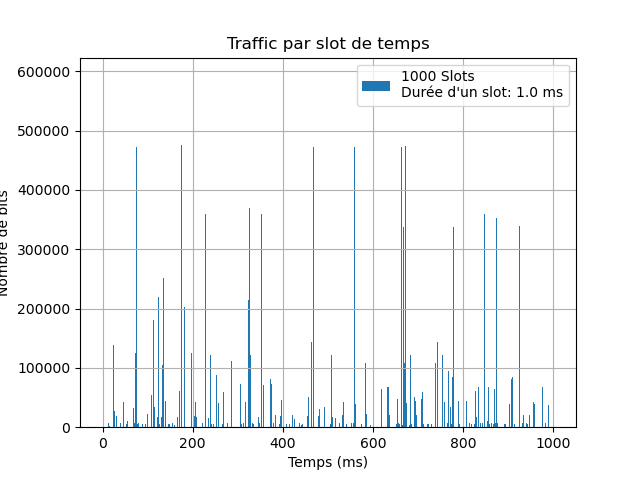 Traffic par slot de temps
1000 Slots
Durée d'un slot: 1.0 ms
Nombre de bits
600000
500000
400000
300000
200000
100000
0
0
200
400
600
800
1000
Temps (ms)